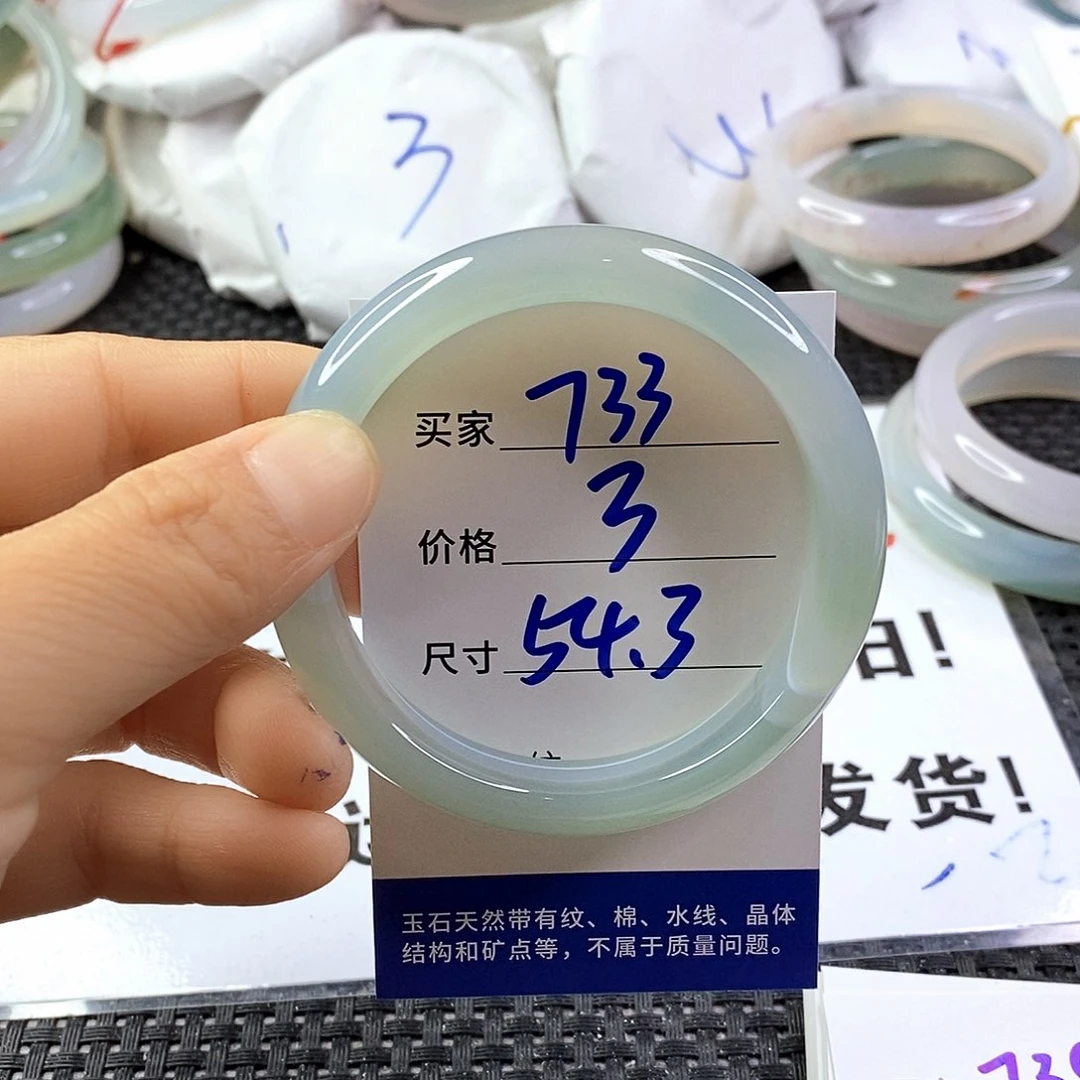 3
买家 733
价格 3
尺寸 54.3
发货!
玉石天然带有纹、棉、水线、晶体
结构和矿点等，不属于质量问题。